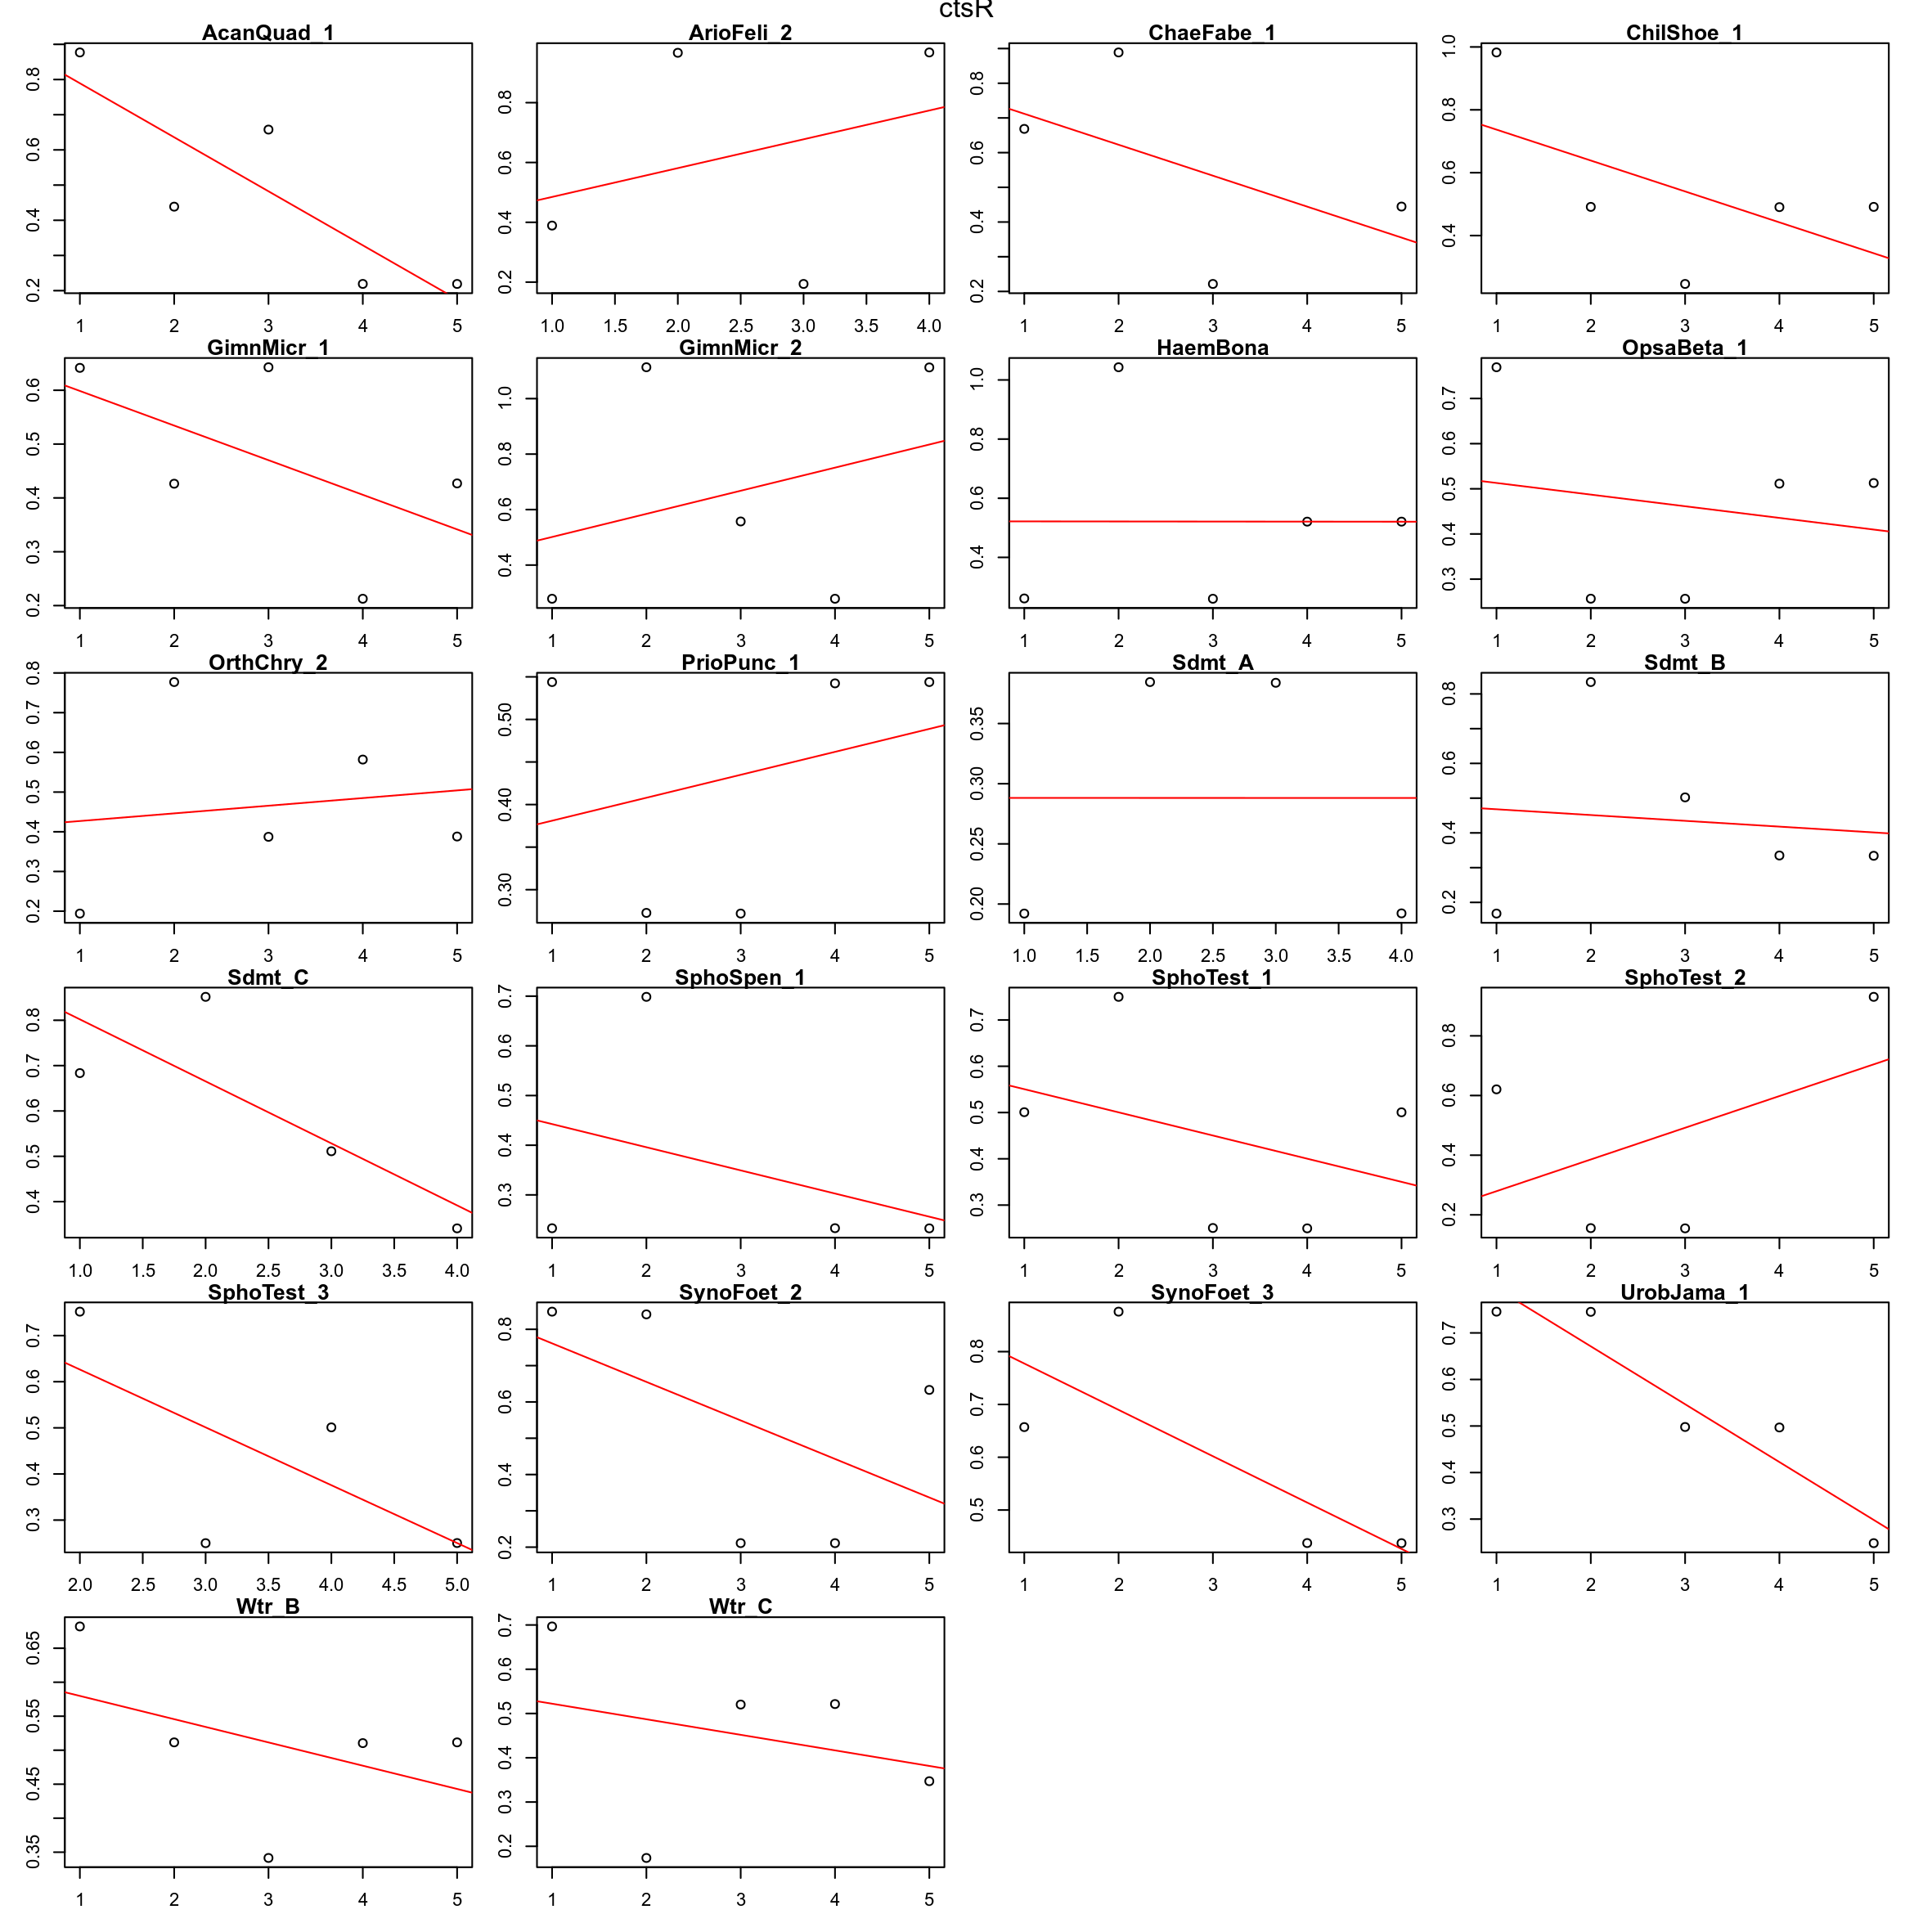 ctsR
AcanQuad_1 ArioFeli_2 ChaeFabe_1 ChilShoe_1
0.2 0.4 0.6 0.8
1 2 3 4 5
0.2 0.4 0.6 0.8
1.0 1.5 2.0 2.5 3.0 3.5 4.0
0.2 0.4 0.6 0.8
1 2 3 4 5
0.4 0.6 0.8 1.0
1 2 3 4 5
GimnMicr_1 GimnMicr_2 HaemBona OpsaBeta_1
0.2 0.3 0.4 0.5 0.6
1 2 3 4 5
0.4 0.6 0.8 1.0
1 2 3 4 5
0.4 0.6 0.8 1.0
1 2 3 4 5
0.3 0.4 0.5 0.6 0.7
1 2 3 4 5
OrthChry_2 PrioPunc_1 Sdmt_A Sdmt_B
0.2 0.3 0.4 0.5 0.6 0.7 0.8
1 2 3 4 5
0.30 0.40 0.50
1 2 3 4 5
0.20 0.25 0.30 0.35
1.0 1.5 2.0 2.5 3.0 3.5 4.0
0.2 0.4 0.6 0.8
1 2 3 4 5
Sdmt_C SphoSpen_1 SphoTest_1 SphoTest_2
0.4 0.5 0.6 0.7 0.8
1.0 1.5 2.0 2.5 3.0 3.5 4.0
0.3 0.4 0.5 0.6 0.7
1 2 3 4 5
0.3 0.4 0.5 0.6 0.7
1 2 3 4 5
0.2 0.4 0.6 0.8
1 2 3 4 5
SphoTest_3 SynoFoet_2 SynoFoet_3 UrobJama_1
0.3 0.4 0.5 0.6 0.7
2.0 2.5 3.0 3.5 4.0 4.5 5.0
0.2 0.4 0.6 0.8
1 2 3 4 5
0.5 0.6 0.7 0.8
1 2 3 4 5
0.3 0.4 0.5 0.6 0.7
1 2 3 4 5
Wtr_B Wtr_C
0.35 0.45 0.55 0.65
1 2 3 4 5
0.2 0.3 0.4 0.5 0.6 0.7
1 2 3 4 5